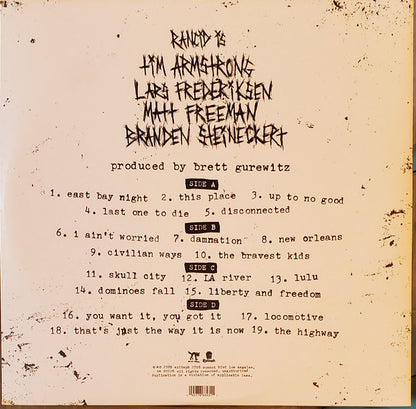 RANCID IS
TIM ARMSTRONG
LARS FREDERIKSEN
MATT FREEMAN
BRANDEN STEINECKERT
produced by brett gurewitz
SIDE A
1. east bay night 2. this place 3. up to no good
4. last one to die 5. disconnected
SIDE B
6. i ain't worried 7. damnation 8. new orleans
9. civilian ways 10. the bravest kids
SIDE C
11. skull city 12. LA river 13. lulu
14. dominoes fall 15. liberty and freedom
SIDE D
16. you want it, you got it 17. locomotive
18. that's just the way it is now 19. the highway